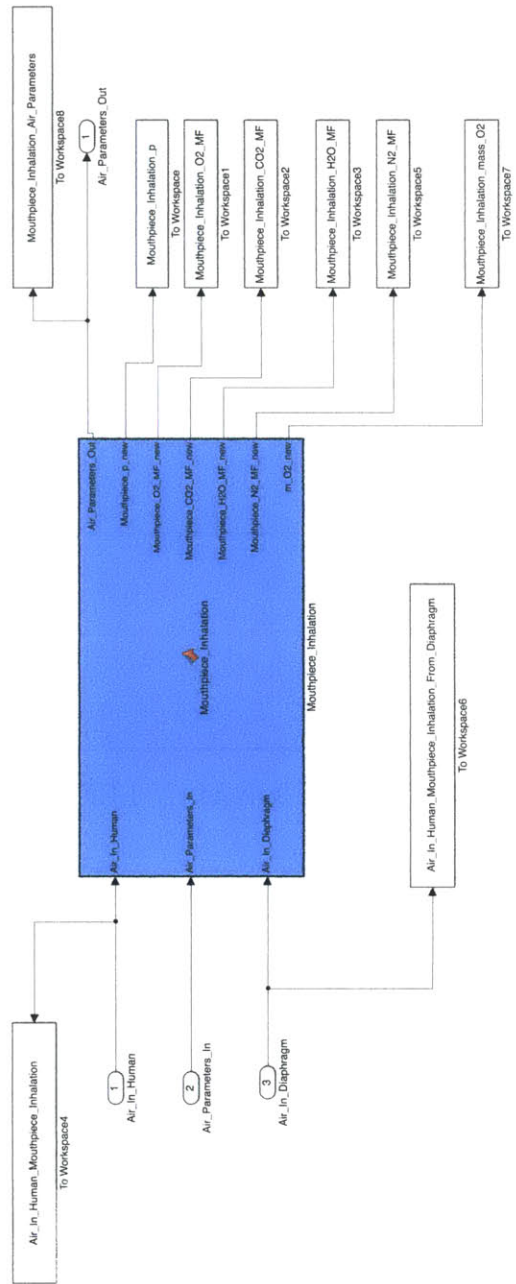 Air_In_Human_Mouthpiece_Inhalation
To Workspace4
1
Air_In_Human
2
Air_Parameters_In
3
Air_In_Diaphragm
Air_In_Human
Air_Parameters_In
Air_In_Diaphragm
Mouthpiece_Inhalation
Air_Parameters_Out
Mouthpiece_p_new
Mouthpiece_O2_MF_new
Mouthpiece_CO2_MF_new
Mouthpiece_H2O_MF_new
Mouthpiece_N2_MF_new
m_O2_new
Mouthpiece_Inhalation
Air_In_Human_Mouthpiece_Inhalation_From_Diaphragm
To Workspace6
Mouthpiece_Inhalation_Air_Parameters
To Workspace8
1
Air_Parameters_Out
Mouthpiece_Inhalation_p
To Workspace
Mouthpiece_Inhalation_O2_MF
To Workspace1
Mouthpiece_Inhalation_CO2_MF
To Workspace2
Mouthpiece_Inhalation_H2O_MF
To Workspace3
Mouthpiece_Inhalation_N2_MF
To Workspace5
Mouthpiece_Inhalation_mass_O2
To Workspace7